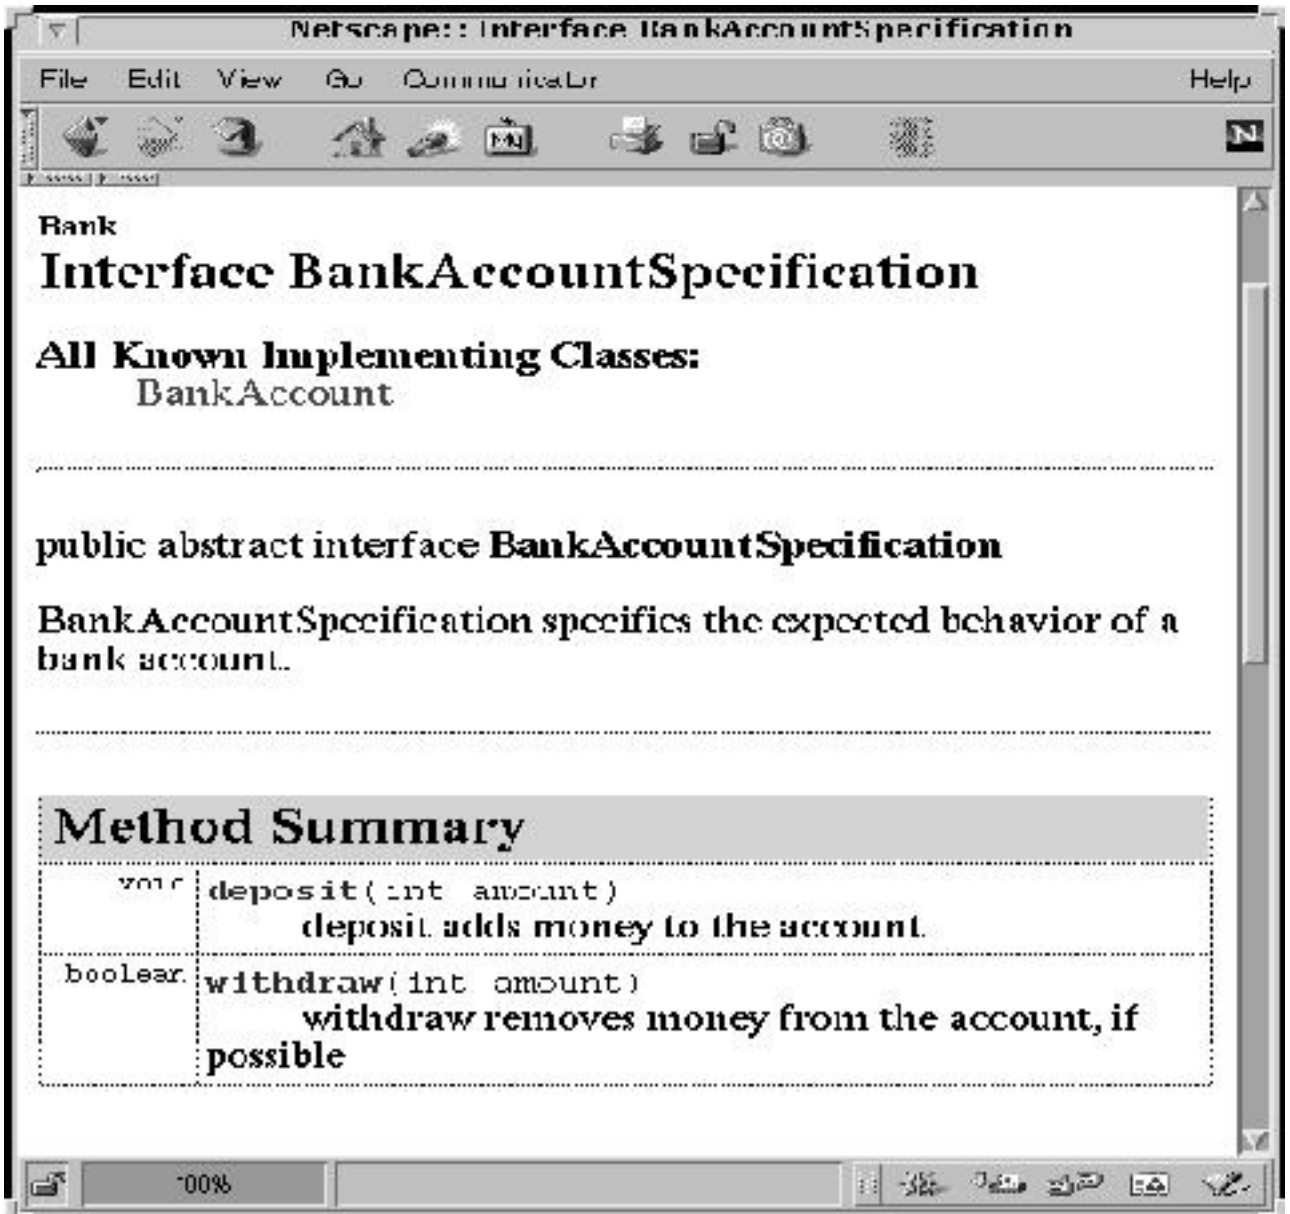 Netscape: Interface BankAccountSpecification
File Edit View Go Communicator Help
My
N
Bank
Interface BankAccountSpecification
All Known Implementing Classes:
BankAccount
public abstract interface BankAccountSpecification
BankAccountSpecification specifies the expected behavior of a
bank account.
Method Summary
void deposit(int amount)
deposit adds money to the account.
boolean withdraw(int amount)
withdraw removes money from the account, if
possible
100%